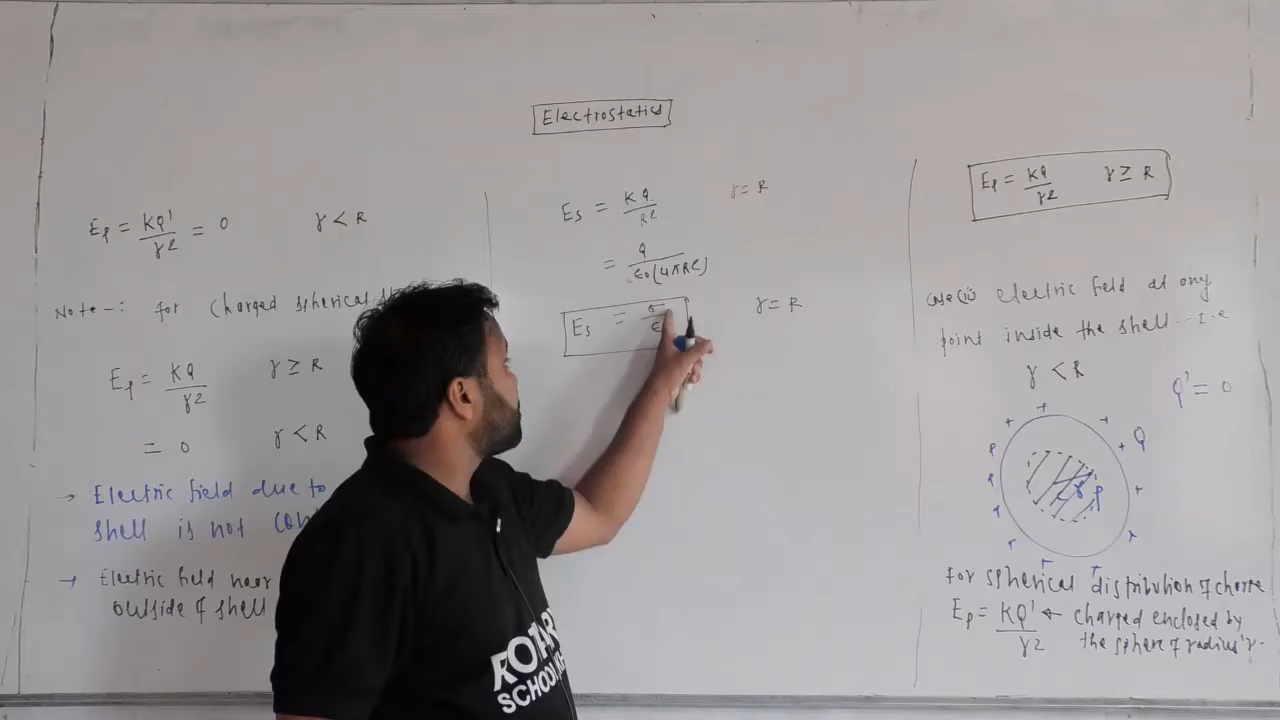 Electrostatics
Ep = KQ' / r2 = 0 r < R
Note -: for charged spherical
Ep = KQ / r2 r ≥ R
= 0 r < R
→ Electric field due to
shell is not
→ Electric field near
outside of shell
Es = KQ / R2 r = R
= Q / ε0(4πR2)
Es = σ / ε r = R
Ep = KQ / r2 r ≥ R
case(ii) electric field at any
point inside the shell -. i-e
r < R
Q' = 0
Q
r P
for spherical distribution of charge
Ep = KQ' / r2 ← charged enclosed by
the sphere of radius 'r-
ROTARY
SCHOOL